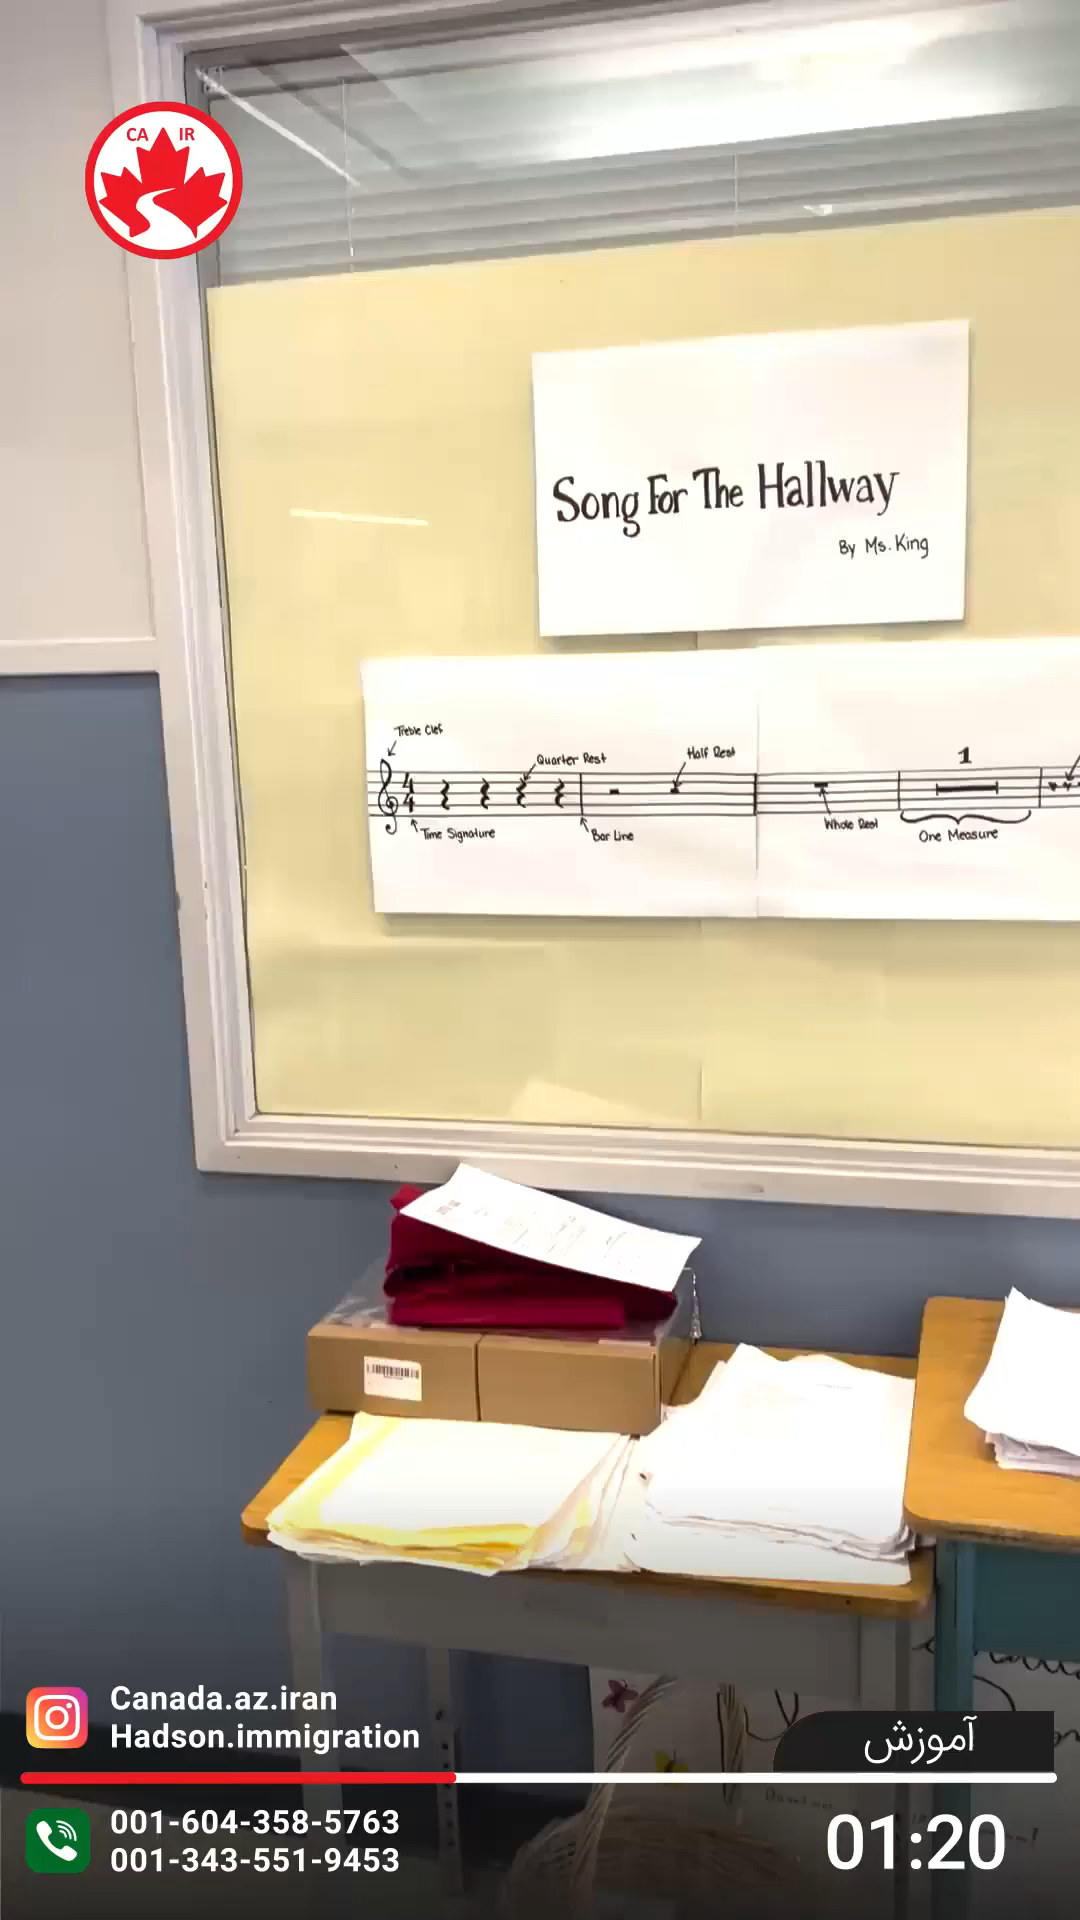 CA IR
Song For The Hallway
By Ms. King
Treble Clef
Quarter Rest
Half Rest
1
4
4
Time Signature
Bar Line
Whole Rest
One Measure
Canada.az.iran
Hadson.immigration
آموزش
001-604-358-5763
001-343-551-9453
01:20